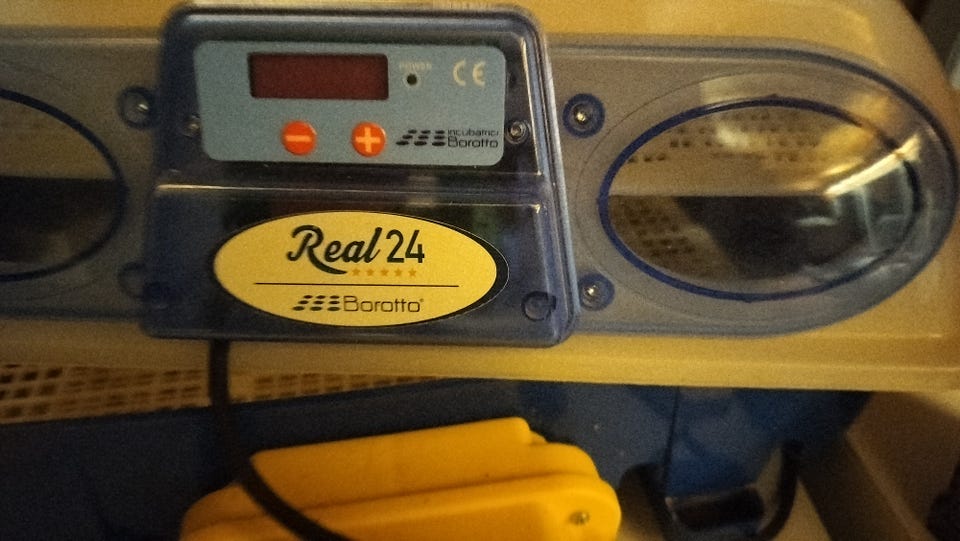 POWER
CE
- +
incubatrici
Borotto
Real 24
Borotto®